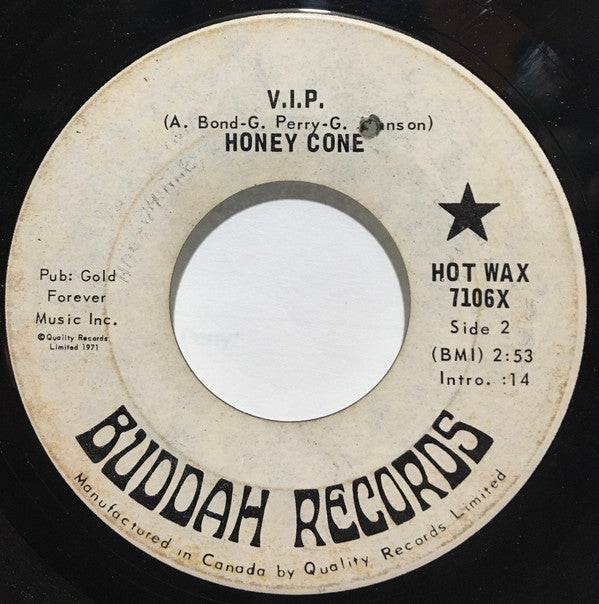 V.I.P.
(A. Bond-G. Perry-G. nson)
HONEY CONE
Pub: Gold
Forever
Music Inc.
©Quality Records
Limited 1971
HOT WAX
7106X
Side 2
(BMI) 2:53
Intro. :14
BUDDAH RECORDS
Manufactured in Canada by Quality Records Limited